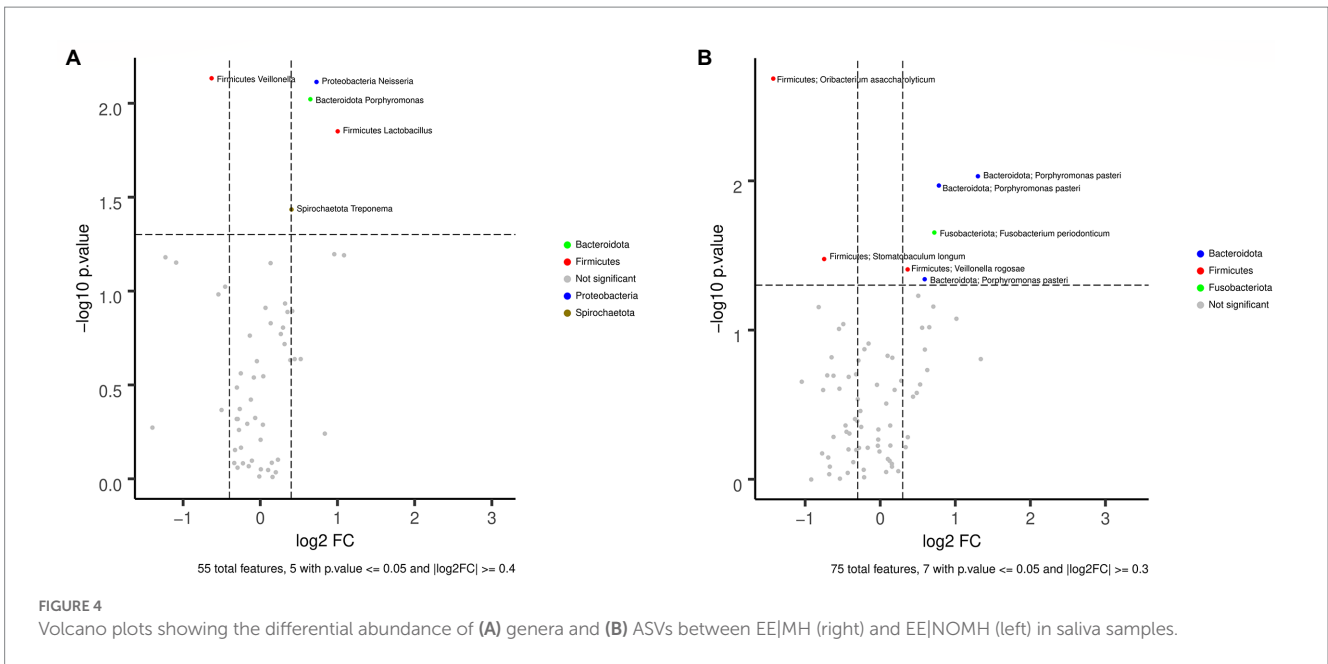 A
Firmicutes Veillonella
Proteobacteria Neisseria
Bacteroidota Porphyromonas
Firmicutes Lactobacillus
Spirochaetota Treponema
2.0
1.5
1.0
0.5
0.0
−log10 p.value
−1 0 1 2 3
log2 FC
Bacteroidota
Firmicutes
Not significant
Proteobacteria
Spirochaetota
55 total features, 5 with p.value <= 0.05 and |log2FC| >= 0.4
B
Firmicutes; Oribacterium asaccharolyticum
Bacteroidota; Porphyromonas pasteri
Bacteroidota; Porphyromonas pasteri
Fusobacteriota; Fusobacterium periodonticum
Firmicutes; Stomatobaculum longum
Firmicutes; Veillonella rogosae
Bacteroidota; Porphyromonas pasteri
2
1
0
−log10 p.value
−1 0 1 2 3
log2 FC
Bacteroidota
Firmicutes
Fusobacteriota
Not significant
75 total features, 7 with p.value <= 0.05 and |log2FC| >= 0.3
FIGURE 4
Volcano plots showing the differential abundance of (A) genera and (B) ASVs between EE|MH (right) and EE|NOMH (left) in saliva samples.